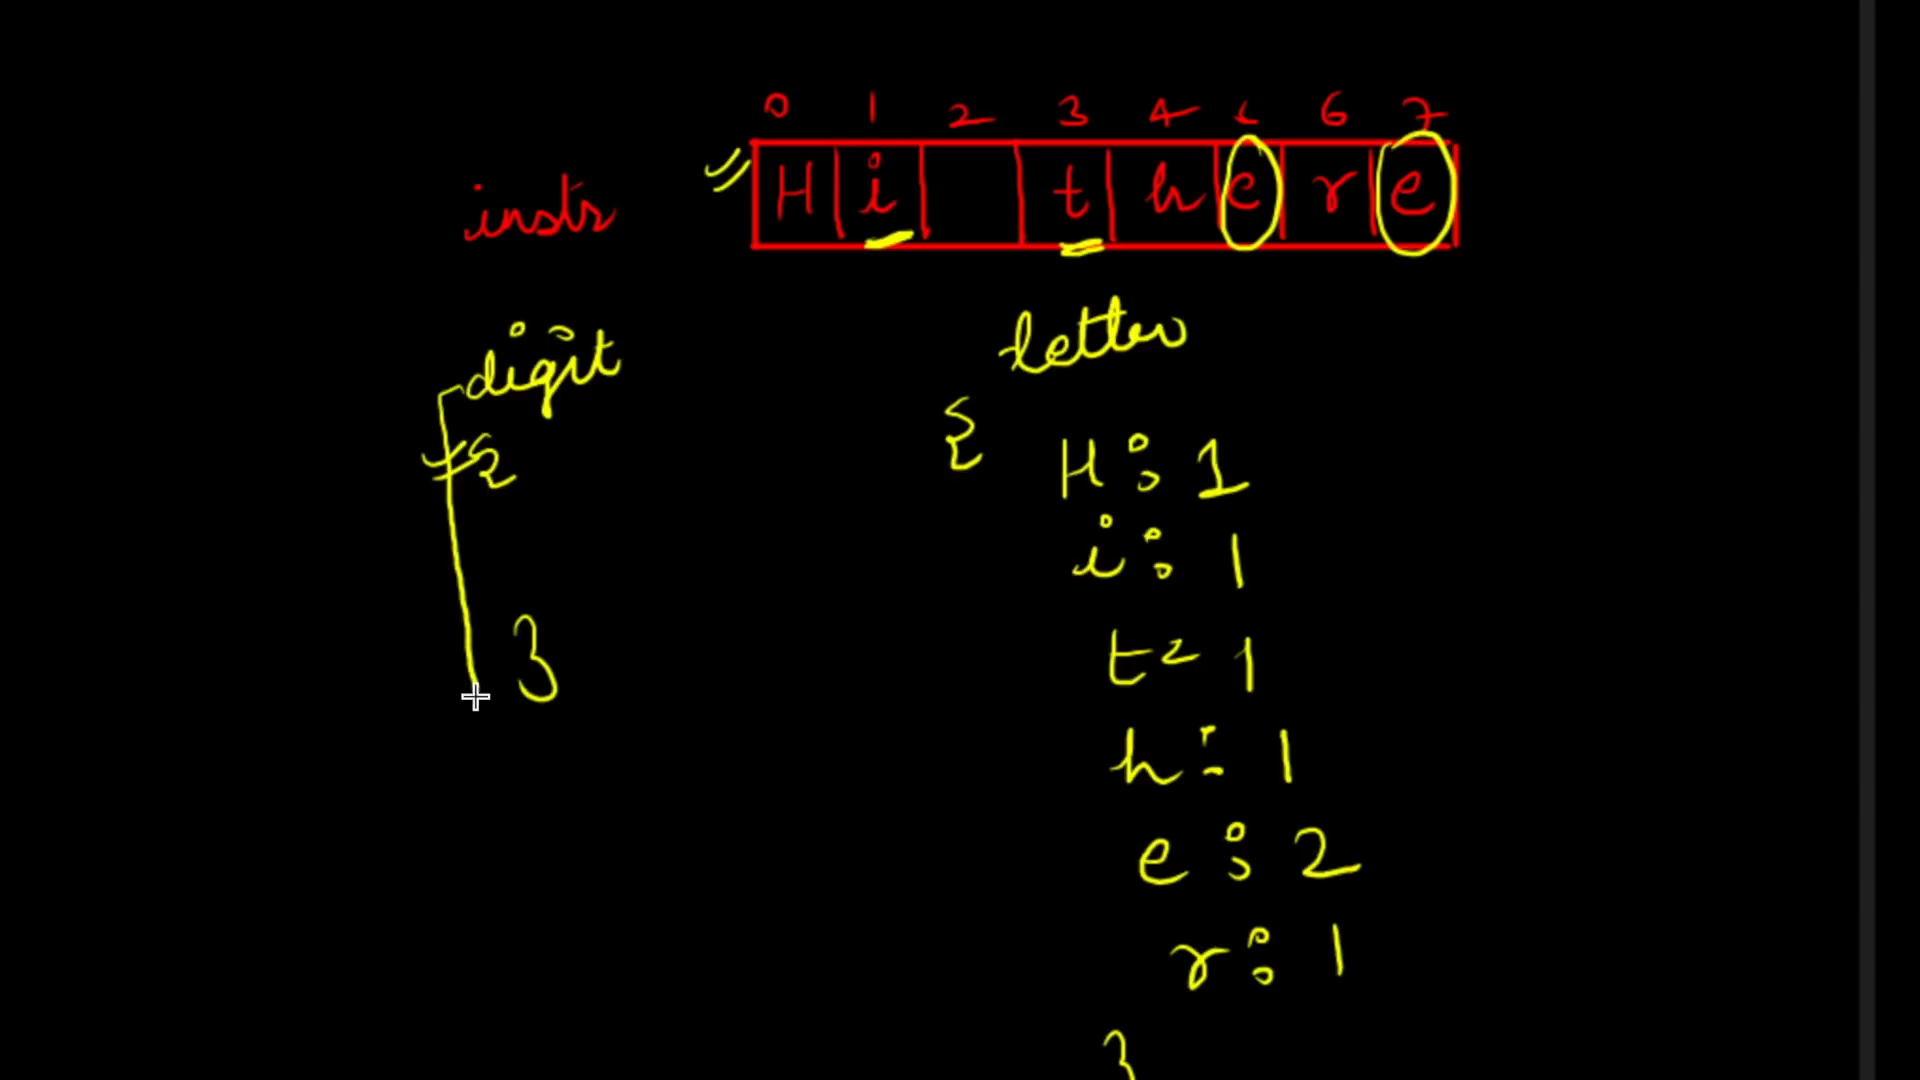 0 1 2 3 4 5 6 7
instr H i t h e r e
digit letter
{ { H : 1
i : 1
} t : 1
h : 1
e : 2
r : 1
}